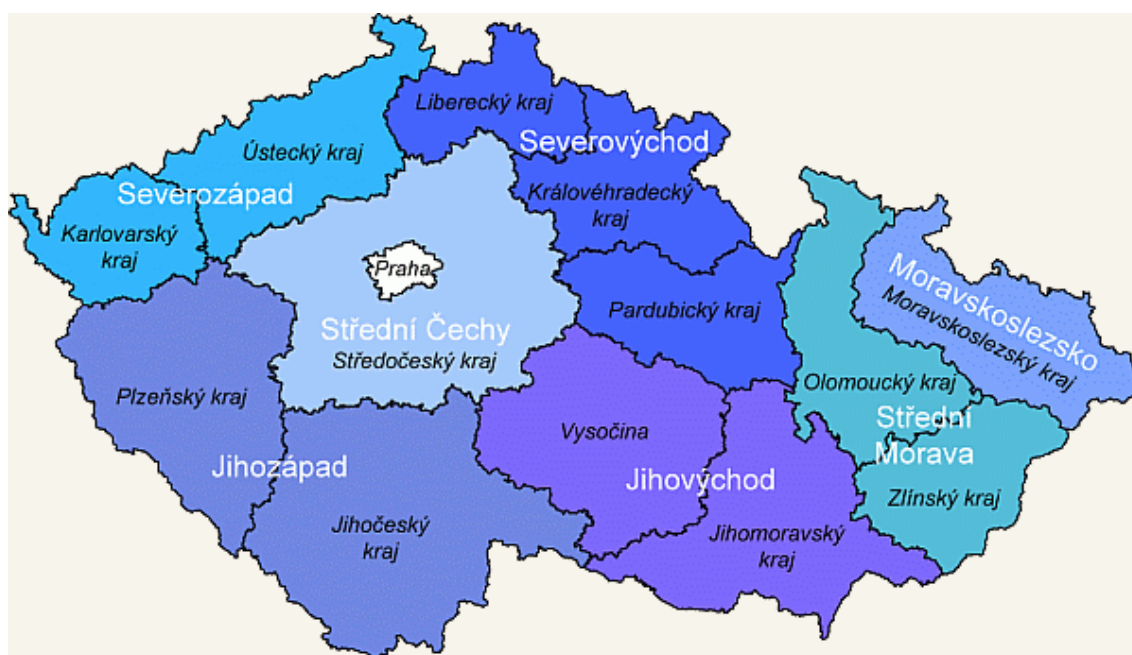 Liberecký kraj
Severovýchod
Ústecký kraj
Severozápad
Královéhradecký
kraj
Karlovarský
kraj
Praha
Moravskoslezsko
Moravskoslezský kraj
Pardubický kraj
Střední Čechy
Středočeský kraj
Plzeňský kraj
Olomoucký kraj
Střední
Morava
Vysočina
Jihozápad
Jihovýchod
Zlínský kraj
Jihočeský
kraj
Jihomoravský
kraj